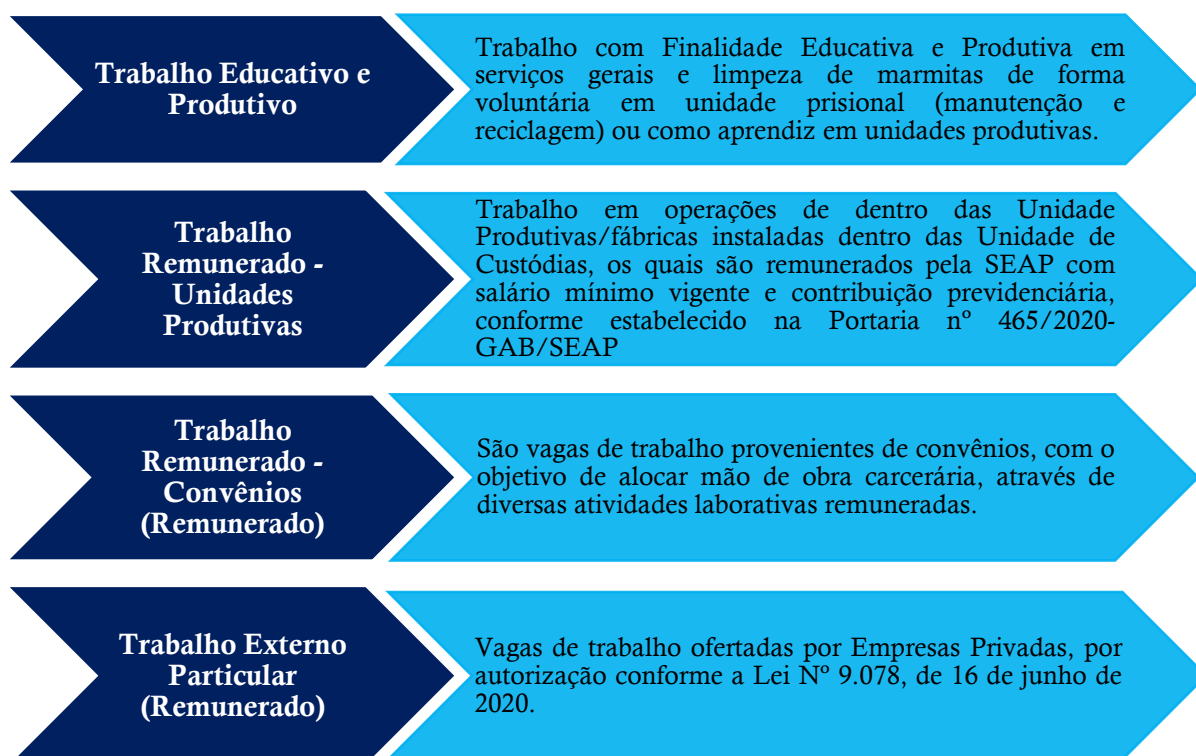 Trabalho Educativo e
Produtivo
Trabalho com Finalidade Educativa e Produtiva em
serviços gerais e limpeza de marmitas de forma
voluntária em unidade prisional (manutenção e
reciclagem) ou como aprendiz em unidades produtivas.
Trabalho
Remunerado -
Unidades
Produtivas
Trabalho em operações de dentro das Unidade
Produtivas/fábricas instaladas dentro das Unidade de
Custódias, os quais são remunerados pela SEAP com
salário mínimo vigente e contribuição previdenciária,
conforme estabelecido na Portaria nº 465/2020-
GAB/SEAP
Trabalho
Remunerado -
Convênios
(Remunerado)
São vagas de trabalho provenientes de convênios, com o
objetivo de alocar mão de obra carcerária, através de
diversas atividades laborativas remuneradas.
Trabalho Externo
Particular
(Remunerado)
Vagas de trabalho ofertadas por Empresas Privadas, por
autorização conforme a Lei Nº 9.078, de 16 de junho de
2020.